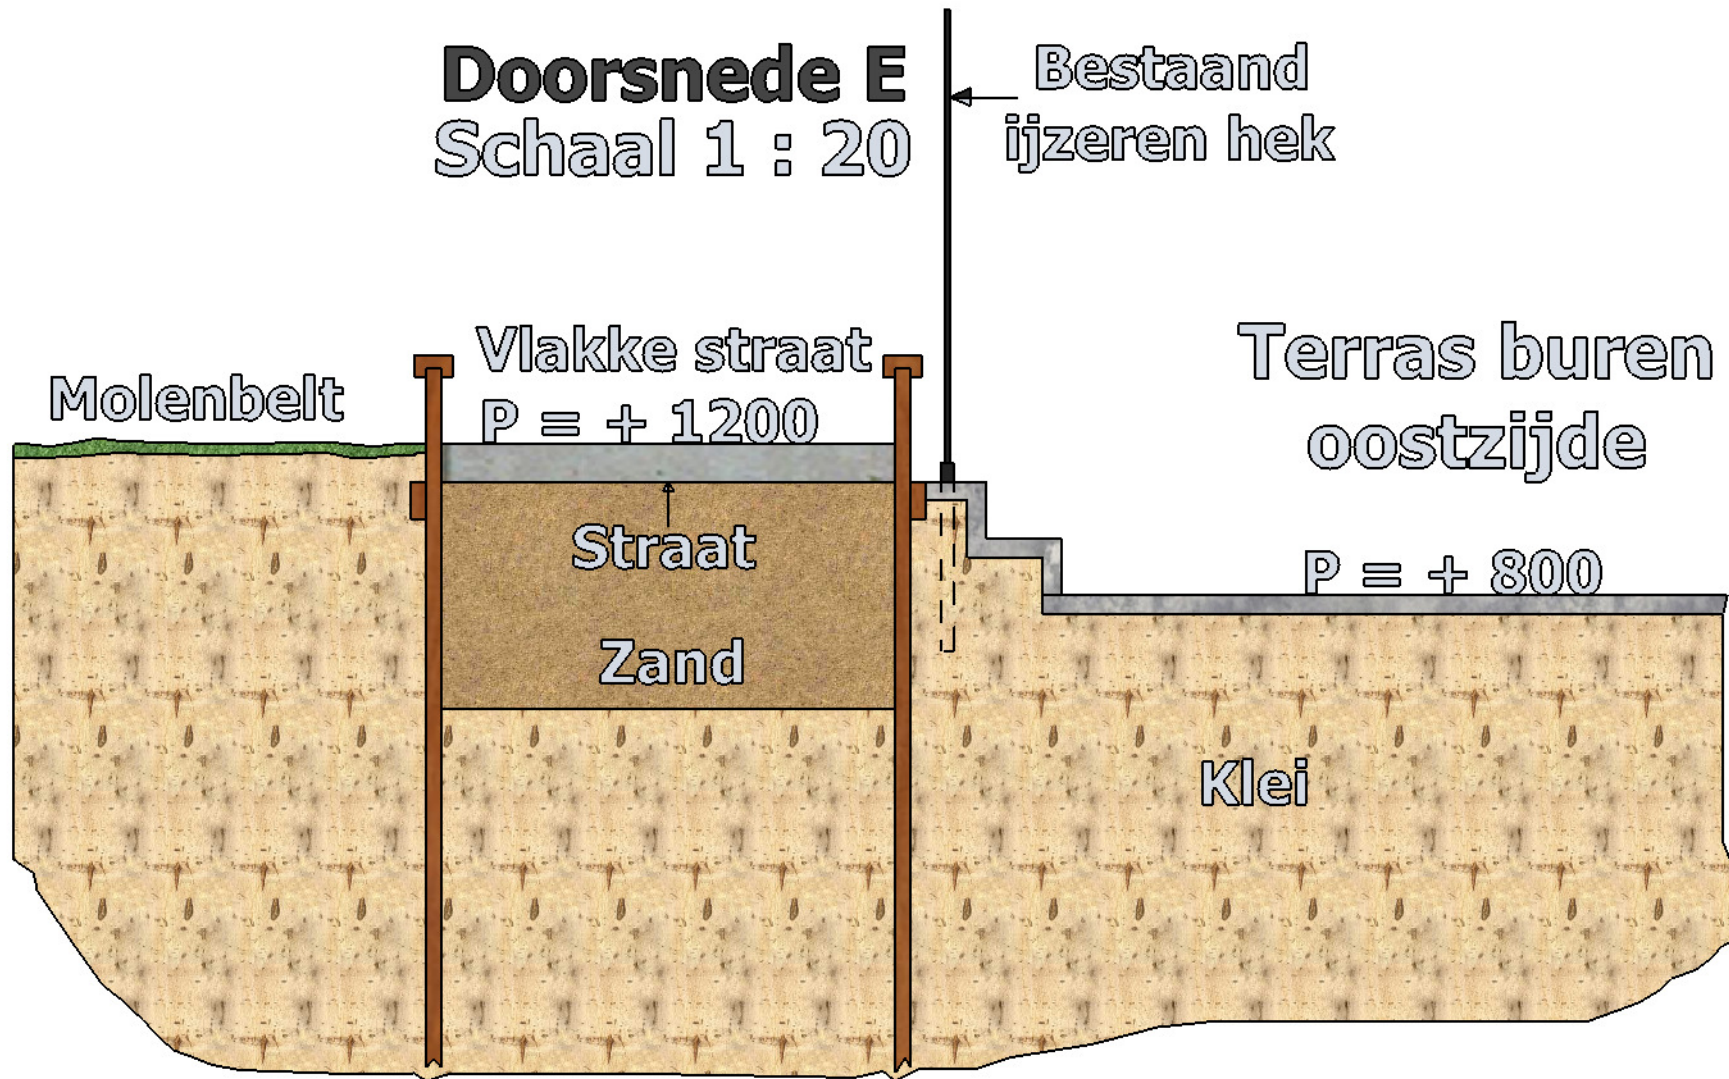 Doorsnede E
Schaal 1 : 20
Bestaand
ijzeren hek
Vlakke straat
P = + 1200
Molenbelt
Terras buren
oostzijde
P = + 800
Straat
Zand
Klei